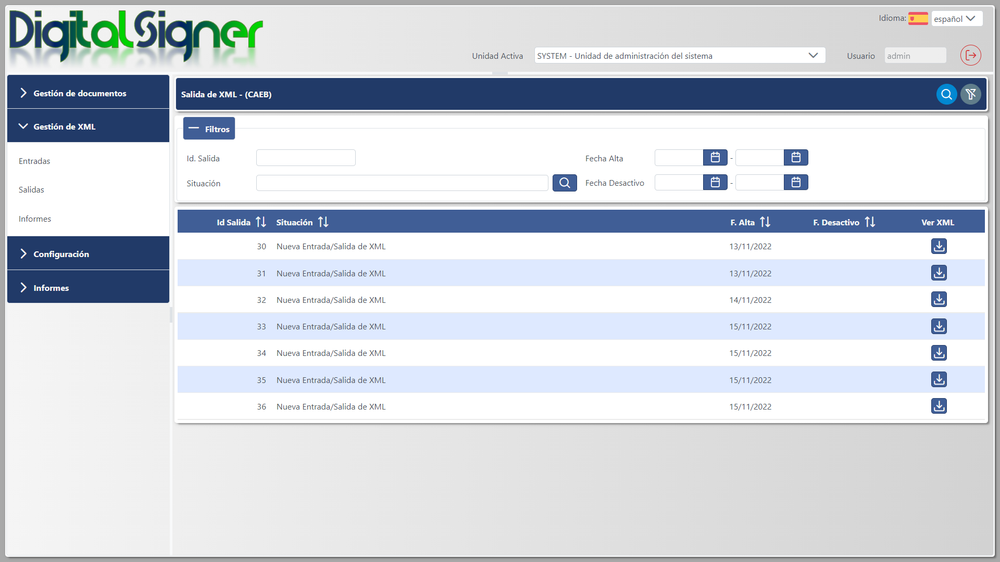 DigitalSigner
Idioma: español
Unidad Activa SYSTEM - Unidad de administración del sistema Usuario admin
Gestión de documentos
Gestión de XML
Entradas
Salidas
Informes
Configuración
Informes
Salida de XML - (CAEB)
Filtros
Id. Salida Fecha Alta -
Situación Fecha Desactivo -
Id Salida Situación F. Alta F. Desactivo Ver XML
30 Nueva Entrada/Salida de XML 13/11/2022
31 Nueva Entrada/Salida de XML 13/11/2022
32 Nueva Entrada/Salida de XML 14/11/2022
33 Nueva Entrada/Salida de XML 15/11/2022
34 Nueva Entrada/Salida de XML 15/11/2022
35 Nueva Entrada/Salida de XML 15/11/2022
36 Nueva Entrada/Salida de XML 15/11/2022